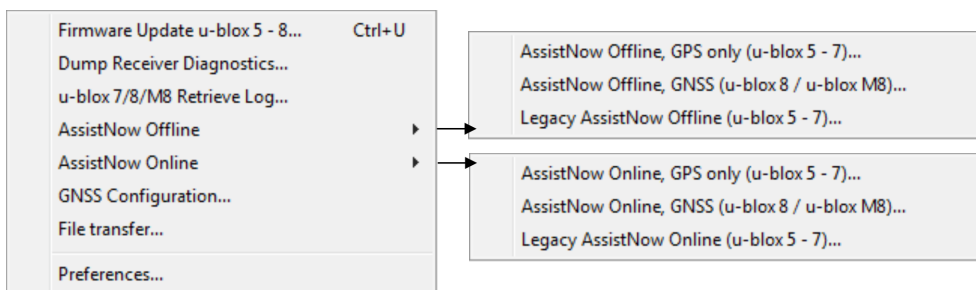 Firmware Update u-blox 5 - 8... Ctrl+U
Dump Receiver Diagnostics...
u-blox 7/8/M8 Retrieve Log...
AssistNow Offline
AssistNow Online
GNSS Configuration...
File transfer...
Preferences...
AssistNow Offline, GPS only (u-blox 5 - 7)...
AssistNow Offline, GNSS (u-blox 8 / u-blox M8)...
Legacy AssistNow Offline (u-blox 5 - 7)...
AssistNow Online, GPS only (u-blox 5 - 7)...
AssistNow Online, GNSS (u-blox 8 / u-blox M8)...
Legacy AssistNow Online (u-blox 5 - 7)...